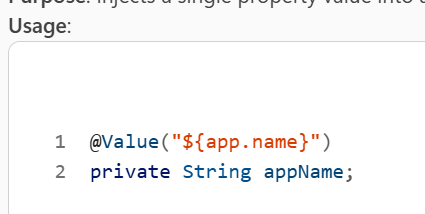 Purpose: Injects a single property value into a
Usage:
1 @Value("${app.name}")
2 private String appName;